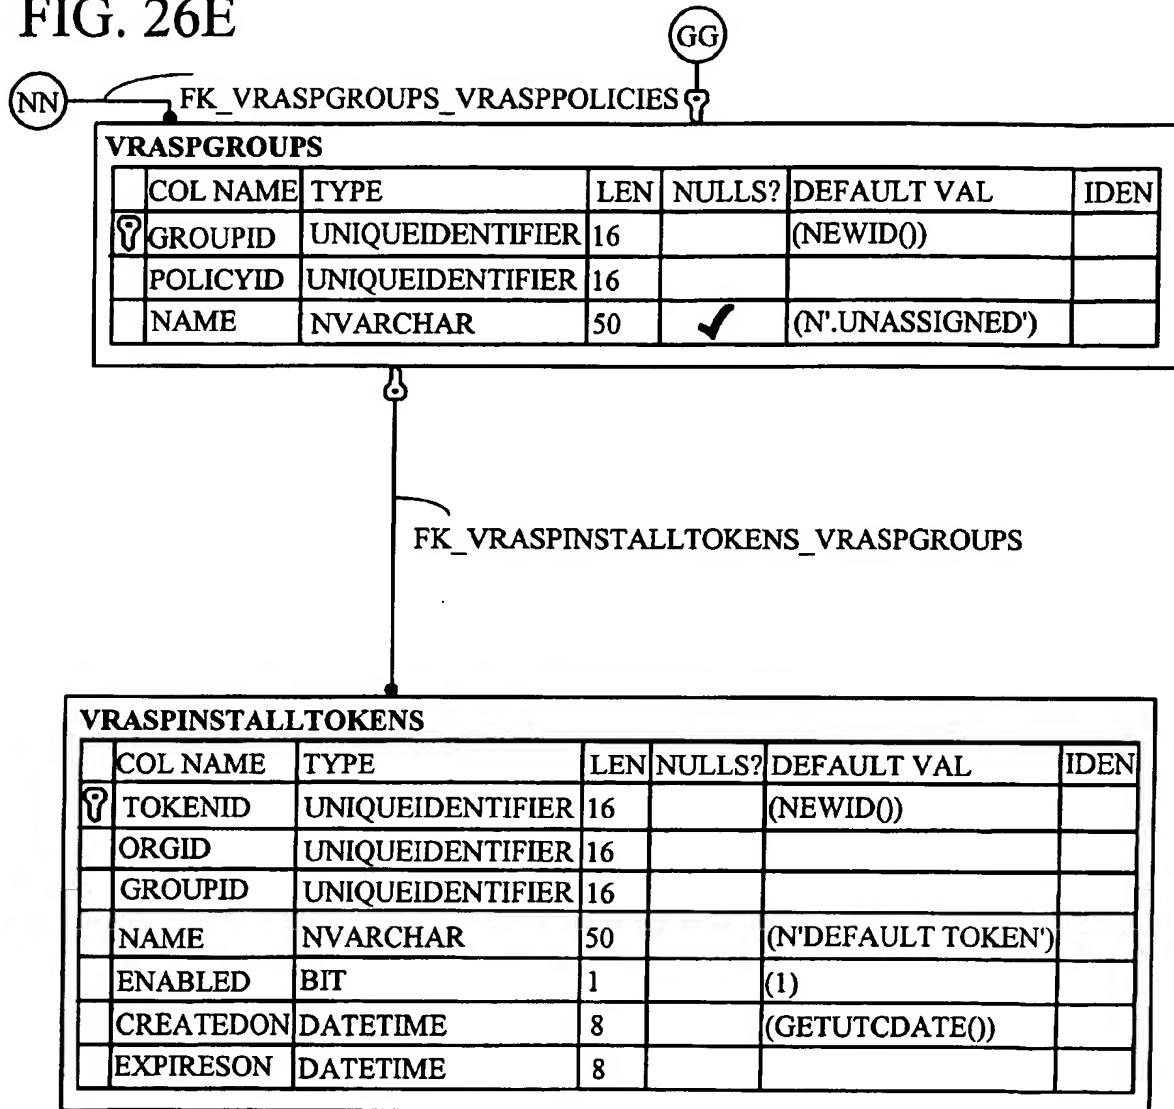 FIG. 26E
GG
NN
FK_VRASPGROUPS_VRASPPOLICIES
VRASPGROUPS
COL NAME TYPE LEN NULLS? DEFAULT VAL IDEN
GROUPID UNIQUEIDENTIFIER 16 (NEWID())
POLICYID UNIQUEIDENTIFIER 16
NAME NVARCHAR 50 ✓ (N'.UNASSIGNED')
FK_VRASPINSTALLTOKENS_VRASPGROUPS
VRASPINSTALLTOKENS
COL NAME TYPE LEN NULLS? DEFAULT VAL IDEN
TOKENID UNIQUEIDENTIFIER 16 (NEWID())
ORGID UNIQUEIDENTIFIER 16
GROUPID UNIQUEIDENTIFIER 16
NAME NVARCHAR 50 (N'DEFAULT TOKEN')
ENABLED BIT 1 (1)
CREATEDON DATETIME 8 (GETUTCDATE())
EXPIRESON DATETIME 8